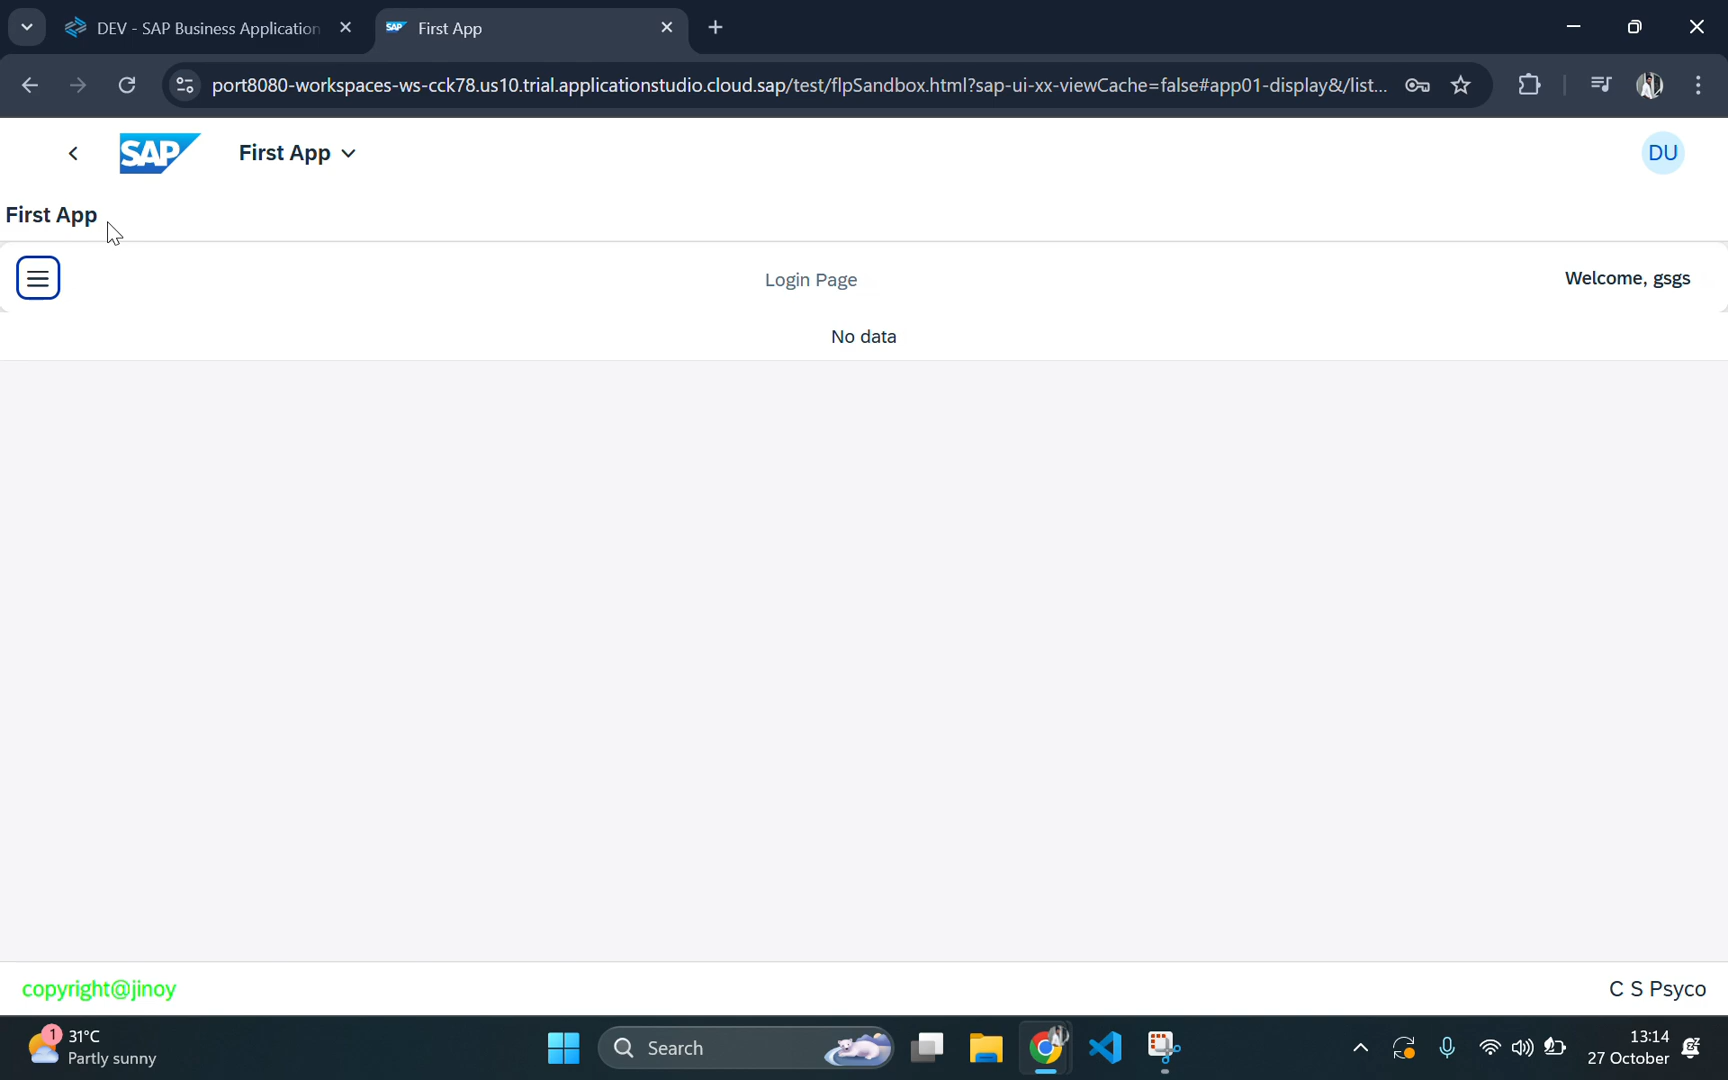 DEV - SAP Business Application
First App
port8080-workspaces-ws-cck78.us10.trial.applicationstudio.cloud.sap/test/flpSandbox.html?sap-ui-xx-viewCache=false#app01-display&/list...
SAP First App DU
First App
Login Page Welcome, gsgs
No data
copyright@jinoy C S Psyco
1 31°C
Partly sunny
Search
13:14
27 October